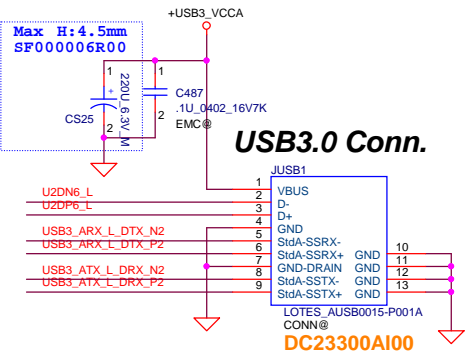 +USB3_VCCA
Max H:4.5mm
SF000006R00
1
1
220U_6.3V_M
+
C487
.1U_0402_16V7K
EMC@
CS25
2
2
USB3.0 Conn.
JUSB1
1 VBUS
U2DN6_L 2 D-
U2DP6_L 3 D+
4 GND
USB3_ARX_L_DTX_N2 5 StdA-SSRX-
USB3_ARX_L_DTX_P2 6 StdA-SSRX+ GND 10
7 GND-DRAIN GND 11
USB3_ATX_L_DRX_N2 8 StdA-SSTX- GND 12
USB3_ATX_L_DRX_P2 9 StdA-SSTX+ GND 13
LOTES_AUSB0015-P001A
CONN@
DC23300AI00